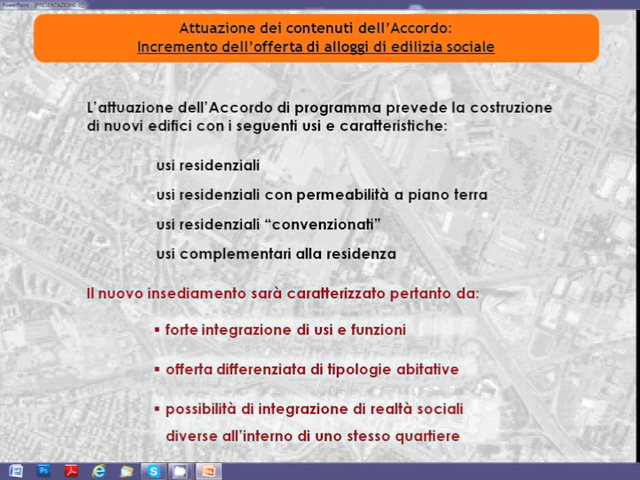 Attuazione dei contenuti dell'Accordo:
Incremento dell'offerta di alloggi di edilizia sociale
L'attuazione dell'Accordo di programma prevede la costruzione
di nuovi edifici con i seguenti usi e caratteristiche:
usi residenziali
usi residenziali con permeabilità a piano terra
usi residenziali "convenzionati"
usi complementari alla residenza
Il nuovo insediamento sarà caratterizzato pertanto da:
▪ forte integrazione di usi e funzioni
▪ offerta differenziata di tipologie abitative
▪ possibilità di integrazione di realtà sociali
diverse all'interno di uno stesso quartiere